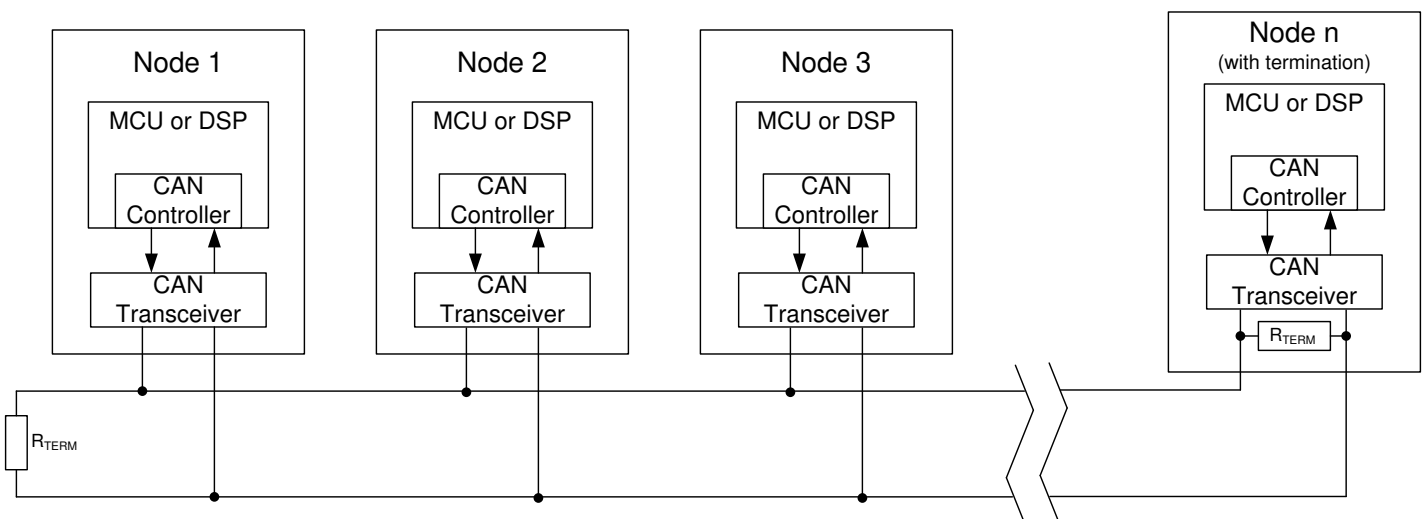 Node 1
MCU or DSP
CAN
Controller
CAN
Transceiver
Node 2
MCU or DSP
CAN
Controller
CAN
Transceiver
Node 3
MCU or DSP
CAN
Controller
CAN
Transceiver
Node n
(with termination)
MCU or DSP
CAN
Controller
CAN
Transceiver
RTERM
RTERM